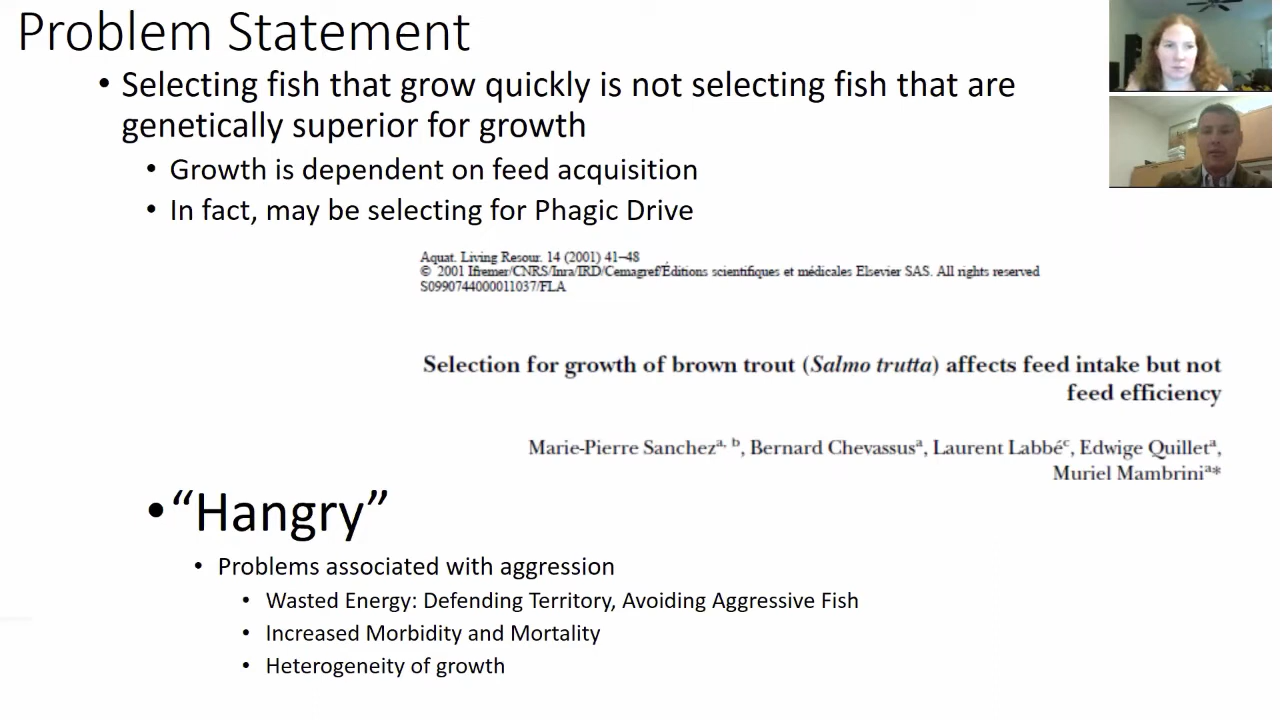 Problem Statement
• Selecting fish that grow quickly is not selecting fish that are
genetically superior for growth
• Growth is dependent on feed acquisition
• In fact, may be selecting for Phagic Drive
Aquat. Living Resour. 14 (2001) 41–48
© 2001 Ifremer/CNRS/Inra/IRD/Cemagref/Éditions scientifiques et médicales Elsevier SAS. All rights reserved
S0990744000011037/FLA
Selection for growth of brown trout (Salmo trutta) affects feed intake but not
feed efficiency
Marie-Pierre Sanchezª, ᵇ, Bernard Chevassusª, Laurent Labbéᶜ, Edwige Quilletª,
Muriel Mambriniª*
• “Hangry”
• Problems associated with aggression
• Wasted Energy: Defending Territory, Avoiding Aggressive Fish
• Increased Morbidity and Mortality
• Heterogeneity of growth